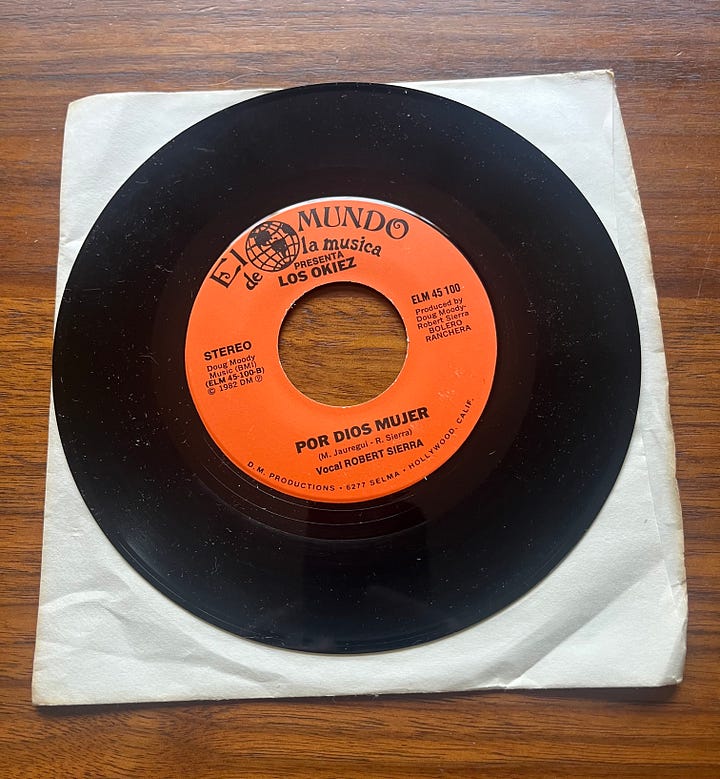 El MUNDO
de la musica
PRESENTA
LOS OKIEZ
ELM 45 100
Produced by
Doug Moody-
Robert Sierra
BOLERO
RANCHERA
STEREO
Doug Moody
Music (BMI)
(ELM 45-100-B)
© 1982 DM ℗
POR DIOS MUJER
(M. Jauregui - R. Sierra)
Vocal ROBERT SIERRA
D.M. PRODUCTIONS • 6277 SELMA • HOLLYWOOD, CALIF.